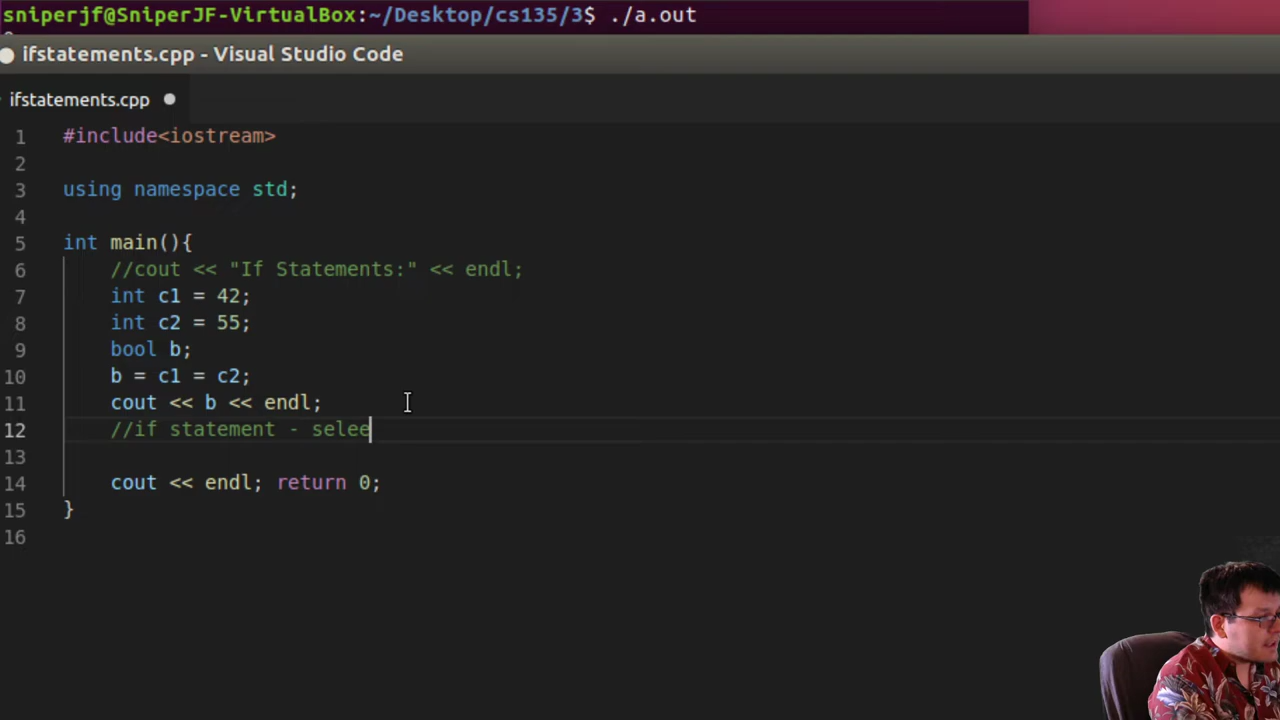 sniperjf@SniperJF-VirtualBox:~/Desktop/cs135/3$ ./a.out
ifstatements.cpp - Visual Studio Code
ifstatements.cpp
1 #include<iostream>
2
3 using namespace std;
4
5 int main(){
6 //cout << "If Statements:" << endl;
7 int c1 = 42;
8 int c2 = 55;
9 bool b;
10 b = c1 = c2;
11 cout << b << endl;
12 //if statement - selee
13
14 cout << endl; return 0;
15 }
16